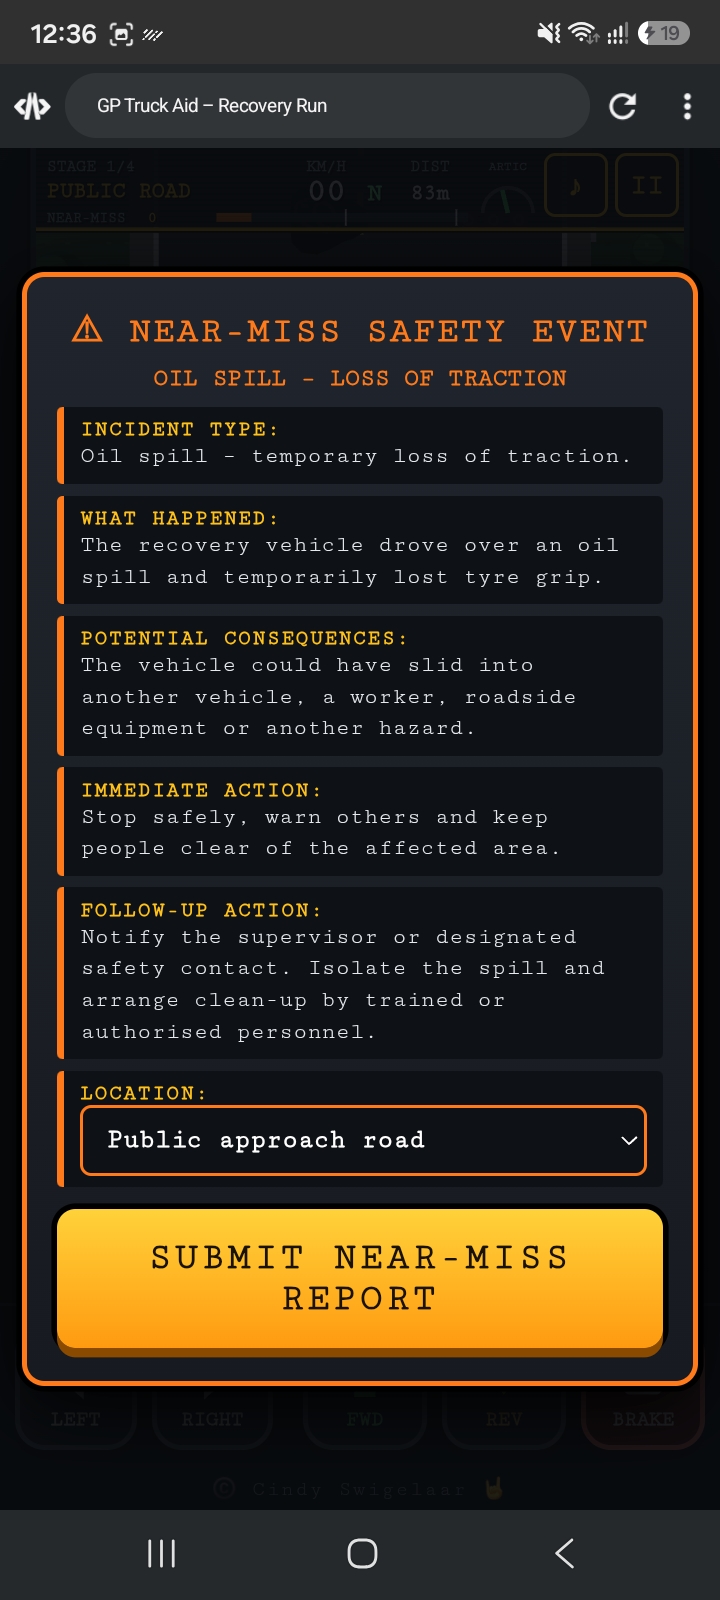 12:36
19
GP Truck Aid – Recovery Run
STAGE 1/4
KM/H
DIST
ARTIC
PUBLIC ROAD
00 N
83m
♪
II
NEAR-MISS 0
⚠ NEAR-MISS SAFETY EVENT
OIL SPILL – LOSS OF TRACTION
INCIDENT TYPE:
Oil spill – temporary loss of traction.
WHAT HAPPENED:
The recovery vehicle drove over an oil
spill and temporarily lost tyre grip.
POTENTIAL CONSEQUENCES:
The vehicle could have slid into
another vehicle, a worker, roadside
equipment or another hazard.
IMMEDIATE ACTION:
Stop safely, warn others and keep
people clear of the affected area.
FOLLOW-UP ACTION:
Notify the supervisor or designated
safety contact. Isolate the spill and
arrange clean-up by trained or
authorised personnel.
LOCATION:
Public approach road
SUBMIT NEAR-MISS
REPORT
LEFT
RIGHT
FWD
REV
BRAKE
© Cindy Swigelaar 🤘